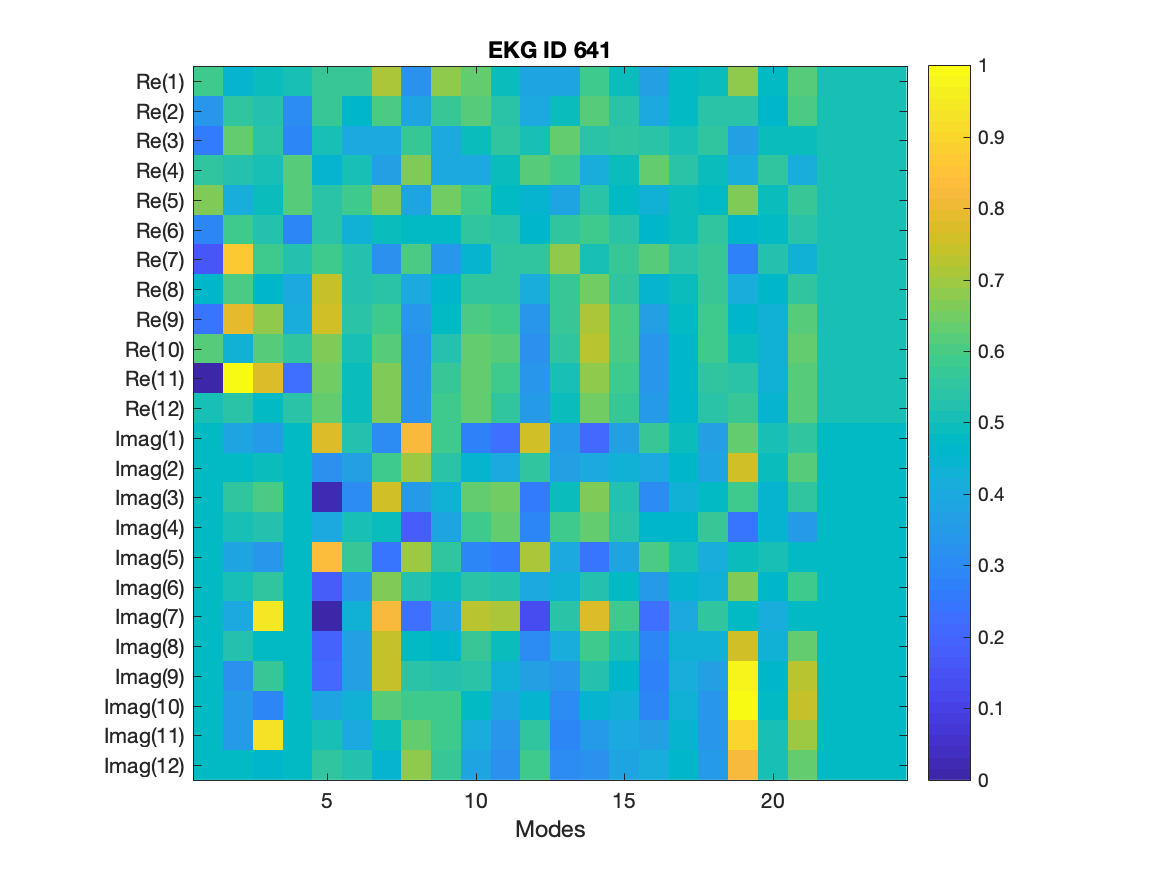 EKG ID 641
Re(1)
Re(2)
Re(3)
Re(4)
Re(5)
Re(6)
Re(7)
Re(8)
Re(9)
Re(10)
Re(11)
Re(12)
Imag(1)
Imag(2)
Imag(3)
Imag(4)
Imag(5)
Imag(6)
Imag(7)
Imag(8)
Imag(9)
Imag(10)
Imag(11)
Imag(12)
5 10 15 20
Modes
1
0.9
0.8
0.7
0.6
0.5
0.4
0.3
0.2
0.1
0